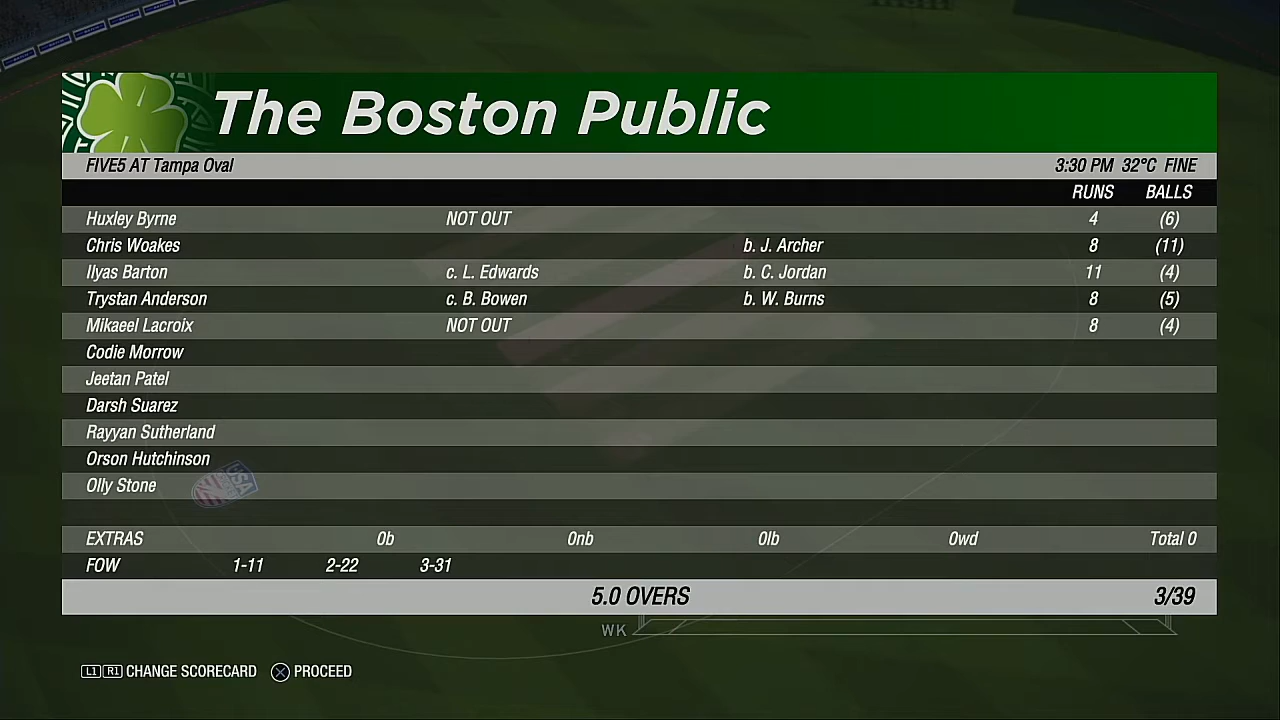 The Boston Public
FIVE5 AT Tampa Oval 3:30 PM 32°C FINE
RUNS BALLS
Huxley Byrne NOT OUT 4 (6)
Chris Woakes b. J. Archer 8 (11)
Ilyas Barton c. L. Edwards b. C. Jordan 11 (4)
Trystan Anderson c. B. Bowen b. W. Burns 8 (5)
Mikaeel Lacroix NOT OUT 8 (4)
Codie Morrow
Jeetan Patel
Darsh Suarez
Rayyan Sutherland
Orson Hutchinson
Olly Stone
USA
EXTRAS 0b 0nb 0lb 0wd Total 0
FOW 1-11 2-22 3-31
5.0 OVERS 3/39
WK
L1 R1 CHANGE SCORECARD PROCEED